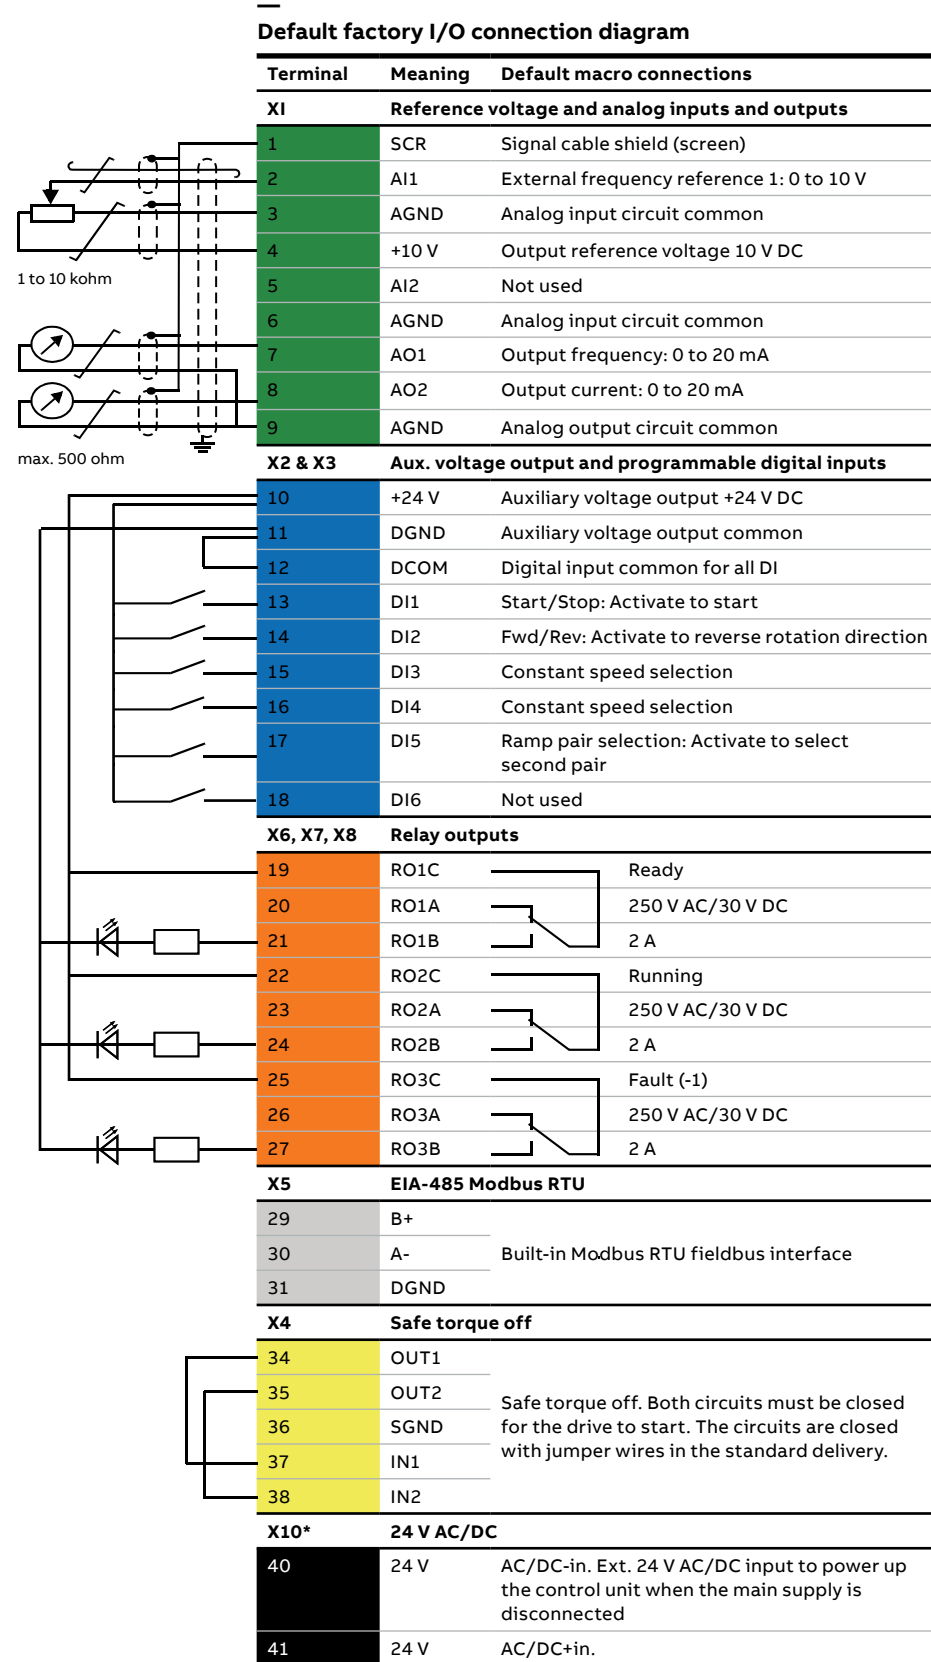 Default factory I/O connection diagram
Terminal Meaning Default macro connections
XI Reference voltage and analog inputs and outputs
1 SCR Signal cable shield (screen)
2 AI1 External frequency reference 1: 0 to 10 V
3 AGND Analog input circuit common
4 +10 V Output reference voltage 10 V DC
1 to 10 kohm
5 AI2 Not used
6 AGND Analog input circuit common
7 AO1 Output frequency: 0 to 20 mA
8 AO2 Output current: 0 to 20 mA
9 AGND Analog output circuit common
max. 500 ohm
X2 & X3 Aux. voltage output and programmable digital inputs
10 +24 V Auxiliary voltage output +24 V DC
11 DGND Auxiliary voltage output common
12 DCOM Digital input common for all DI
13 DI1 Start/Stop: Activate to start
14 DI2 Fwd/Rev: Activate to reverse rotation direction
15 DI3 Constant speed selection
16 DI4 Constant speed selection
17 DI5 Ramp pair selection: Activate to select
second pair
18 DI6 Not used
X6, X7, X8 Relay outputs
19 RO1C Ready
20 RO1A 250 V AC/30 V DC
21 RO1B 2 A
22 RO2C Running
23 RO2A 250 V AC/30 V DC
24 RO2B 2 A
25 RO3C Fault (-1)
26 RO3A 250 V AC/30 V DC
27 RO3B 2 A
X5 EIA-485 Modbus RTU
29 B+
30 A- Built-in Modbus RTU fieldbus interface
31 DGND
X4 Safe torque off
34 OUT1
35 OUT2
36 SGND
37 IN1
38 IN2
Safe torque off. Both circuits must be closed
for the drive to start. The circuits are closed
with jumper wires in the standard delivery.
X10* 24 V AC/DC
40 24 V AC/DC-in. Ext. 24 V AC/DC input to power up
the control unit when the main supply is
disconnected
41 24 V AC/DC+in.